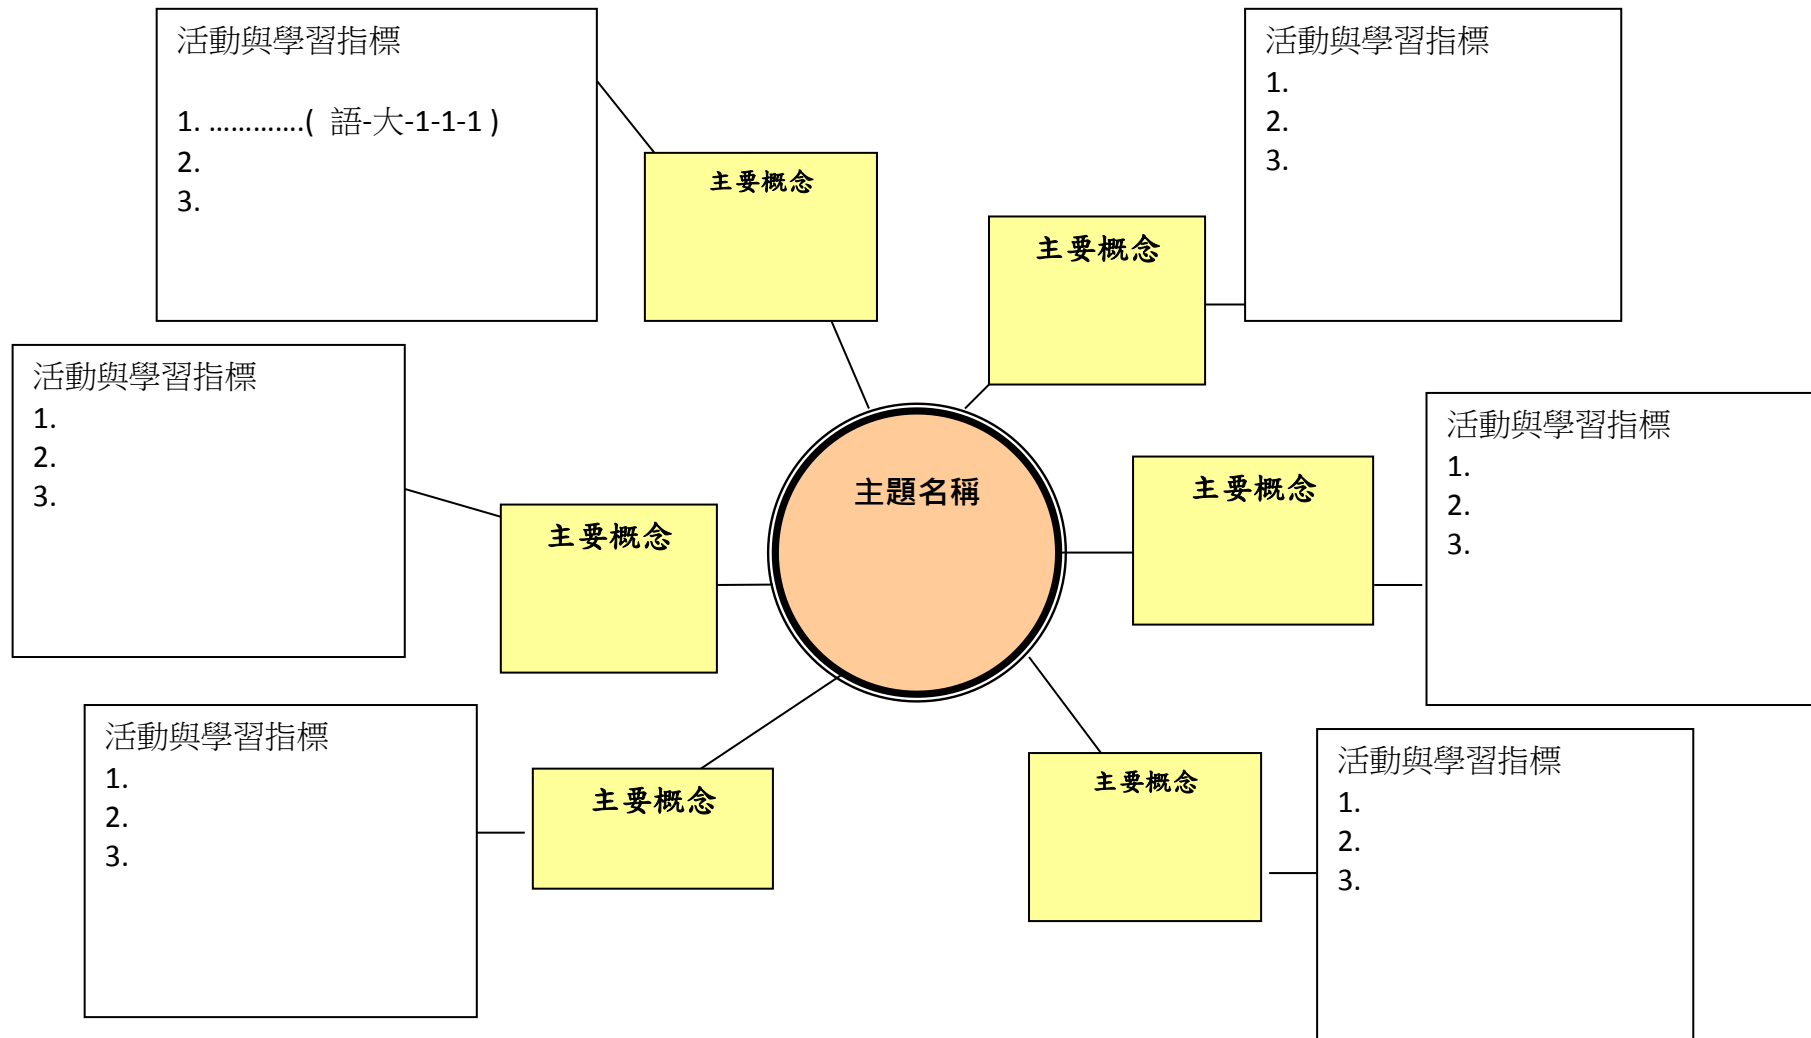 活動與學習指標
1. .............( 語-大-1-1-1 )
2.
3.
主要概念
活動與學習指標
1.
2.
3.
主要概念
活動與學習指標
1.
2.
3.
主要概念
主題名稱
主要概念
活動與學習指標
1.
2.
3.
活動與學習指標
1.
2.
3.
主要概念
主要概念
活動與學習指標
1.
2.
3.